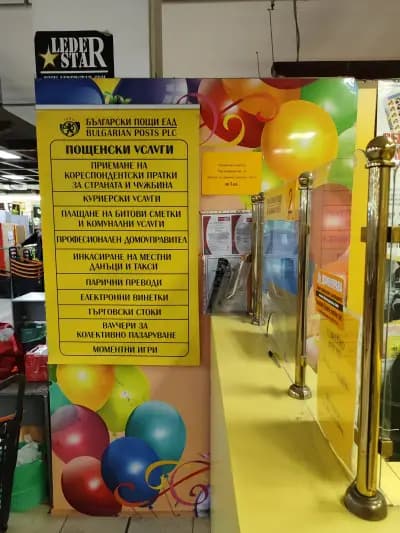 LEDER
STAR
БЪЛГАРСКИ ПОЩИ ЕАД
BULGARIAN POSTS PLC
ПОЩЕНСКИ УСЛУГИ
ПРИЕМАНЕ НА
КОРЕСПОНДЕНТСКИ ПРАТКИ
ЗА СТРАНАТА И ЧУЖБИНА
КУРИЕРСКИ УСЛУГИ
ПЛАЩАНЕ НА БИТОВИ СМЕТКИ
И КОМУНАЛНИ УСЛУГИ
ПРОФЕСИОНАЛЕН ДОМОУПРАВИТЕЛ
ИНКАСИРАНЕ НА МЕСТНИ
ДАНЪЦИ И ТАКСИ
ПАРИЧНИ ПРЕВОДИ
ЕЛЕКТРОННИ ВИНЕТКИ
ТЪРГОВСКИ СТОКИ
ВАУЧЕРИ ЗА
КОЛЕКТИВНО ПАЗАРУВАНЕ
МОМЕНТНИ ИГРИ